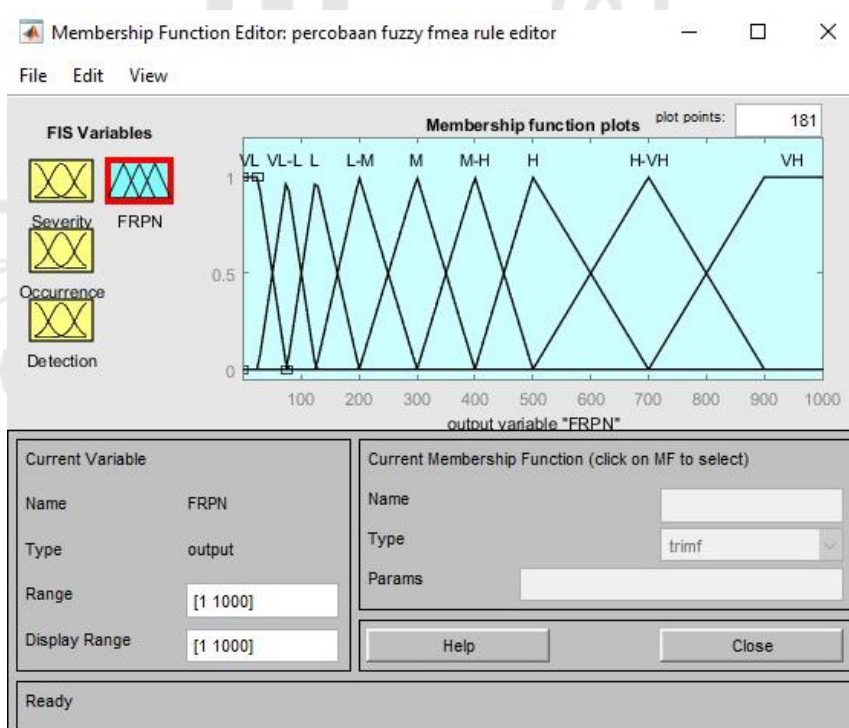 Membership Function Editor: percobaan fuzzy fmea rule editor
File Edit View
FIS Variables
Membership function plots
plot points:
181
Severity
FRPN
Occurrence
Detection
VL VL-L L L-M M M-H H H-VH VH
1
0.5
0
100 200 300 400 500 600 700 800 900 1000
output variable "FRPN"
Current Variable
Name FRPN
Type output
Range [1 1000]
Display Range [1 1000]
Current Membership Function (click on MF to select)
Name
Type trimf
Params
Help Close
Ready